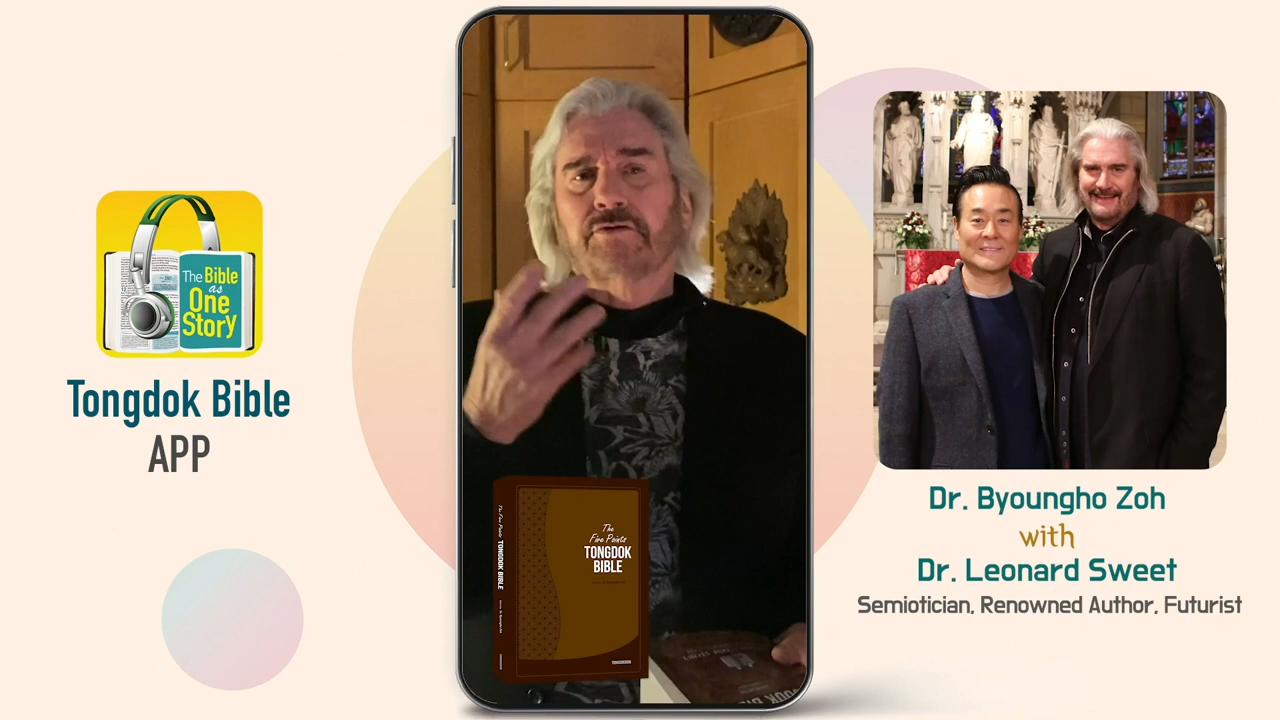 The Bible
as
One
Story
Tongdok Bible
APP
The Five Points TONGDOK BIBLE
The
Five Points
TONGDOK
BIBLE
Dr. Byoungho Zoh
with
Dr. Leonard Sweet
Semiotician, Renowned Author, Futurist